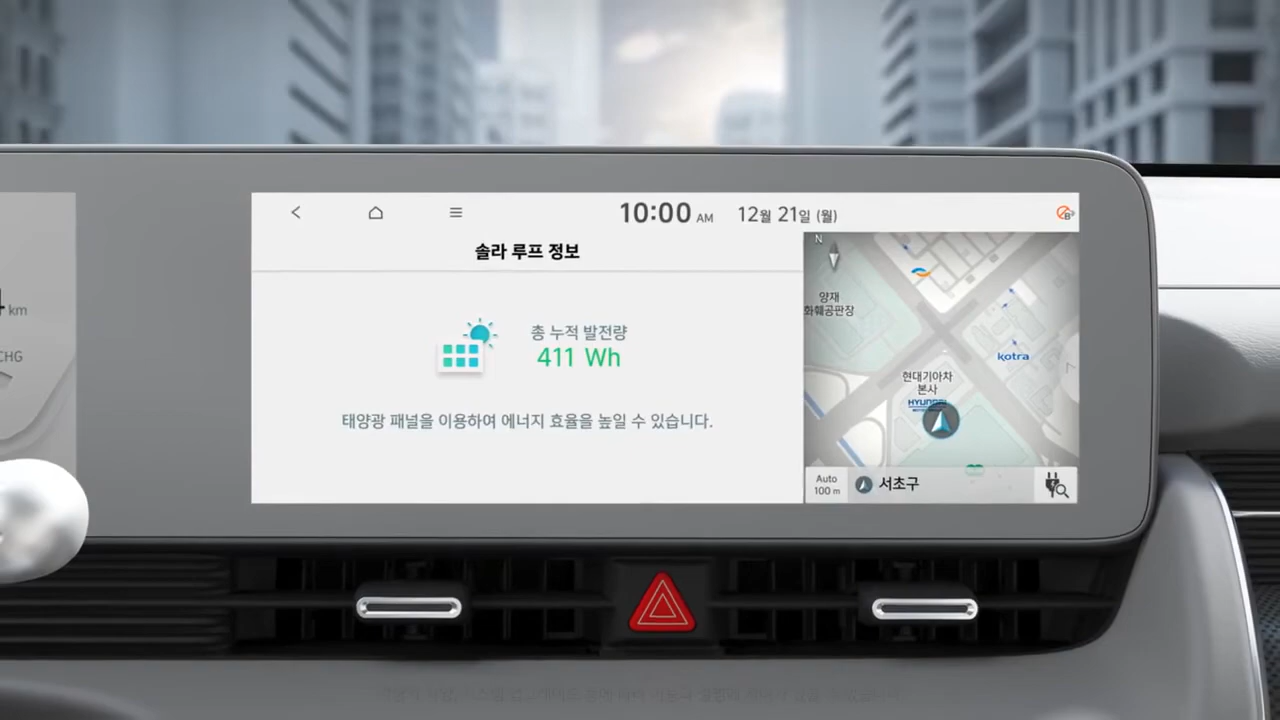 10:00 AM 12월 21일 (월)
솔라 루프 정보
총 누적 발전량
411 Wh
태양광 패널을 이용하여 에너지 효율을 높일 수 있습니다.
km
CHG
N
양재
화훼공판장
kotra
현대기아차
본사
HYUNDAI
Auto
100 m
서초구